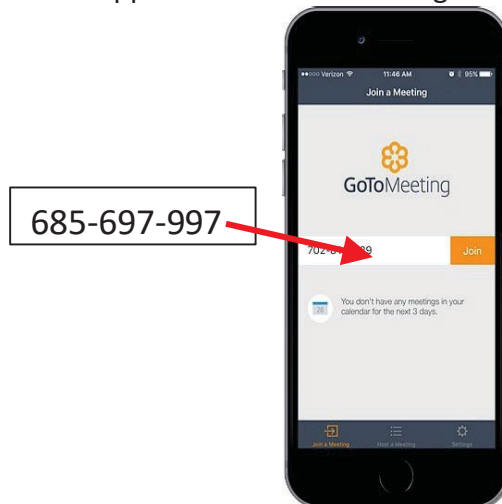 685-697-997
Verizon 11:46 AM 95%
Join a Meeting
GoToMeeting
Join
28
You don't have any meetings in your
calendar for the next 3 days.
Join a Meeting Host a Meeting Settings